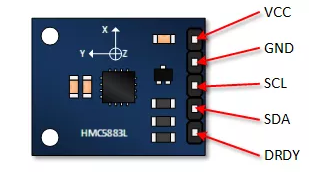 VCC
GND
SCL
SDA
DRDY
X
Y
Z
HMC5883L